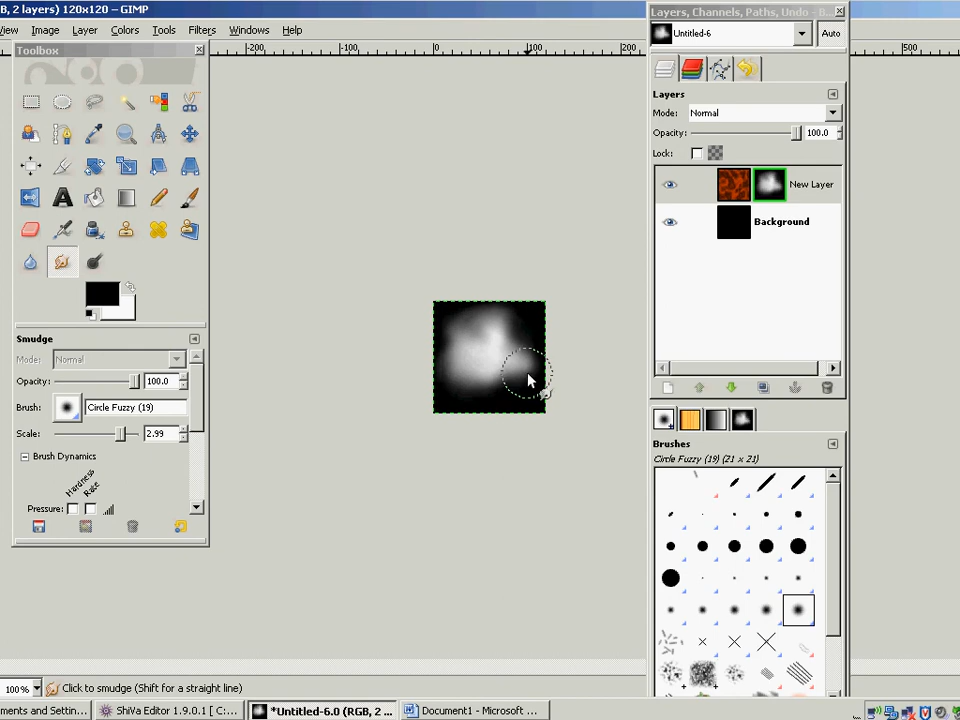 B, 2 layers) 120x120 – GIMP
View Image Layer Colors Tools Filters Windows Help
Toolbox
-200 -100 0 100 200 500
Layers, Channels, Paths, Undo - B...
Untitled-6 Auto
Layers
Mode: Normal
Opacity: 100.0
Lock:
New Layer
Background
Smudge
Mode: Normal
Opacity: 100.0
Brush: Circle Fuzzy (19)
Scale: 2.99
Brush Dynamics
Hardness
Rate
Pressure:
Brushes
Circle Fuzzy (19) (21 x 21)
100% Click to smudge (Shift for a straight line)
ments and Settin... ShiVa Editor 1.9.0.1 [ C:... *Untitled-6.0 (RGB, 2 ... Document1 - Microsoft ...